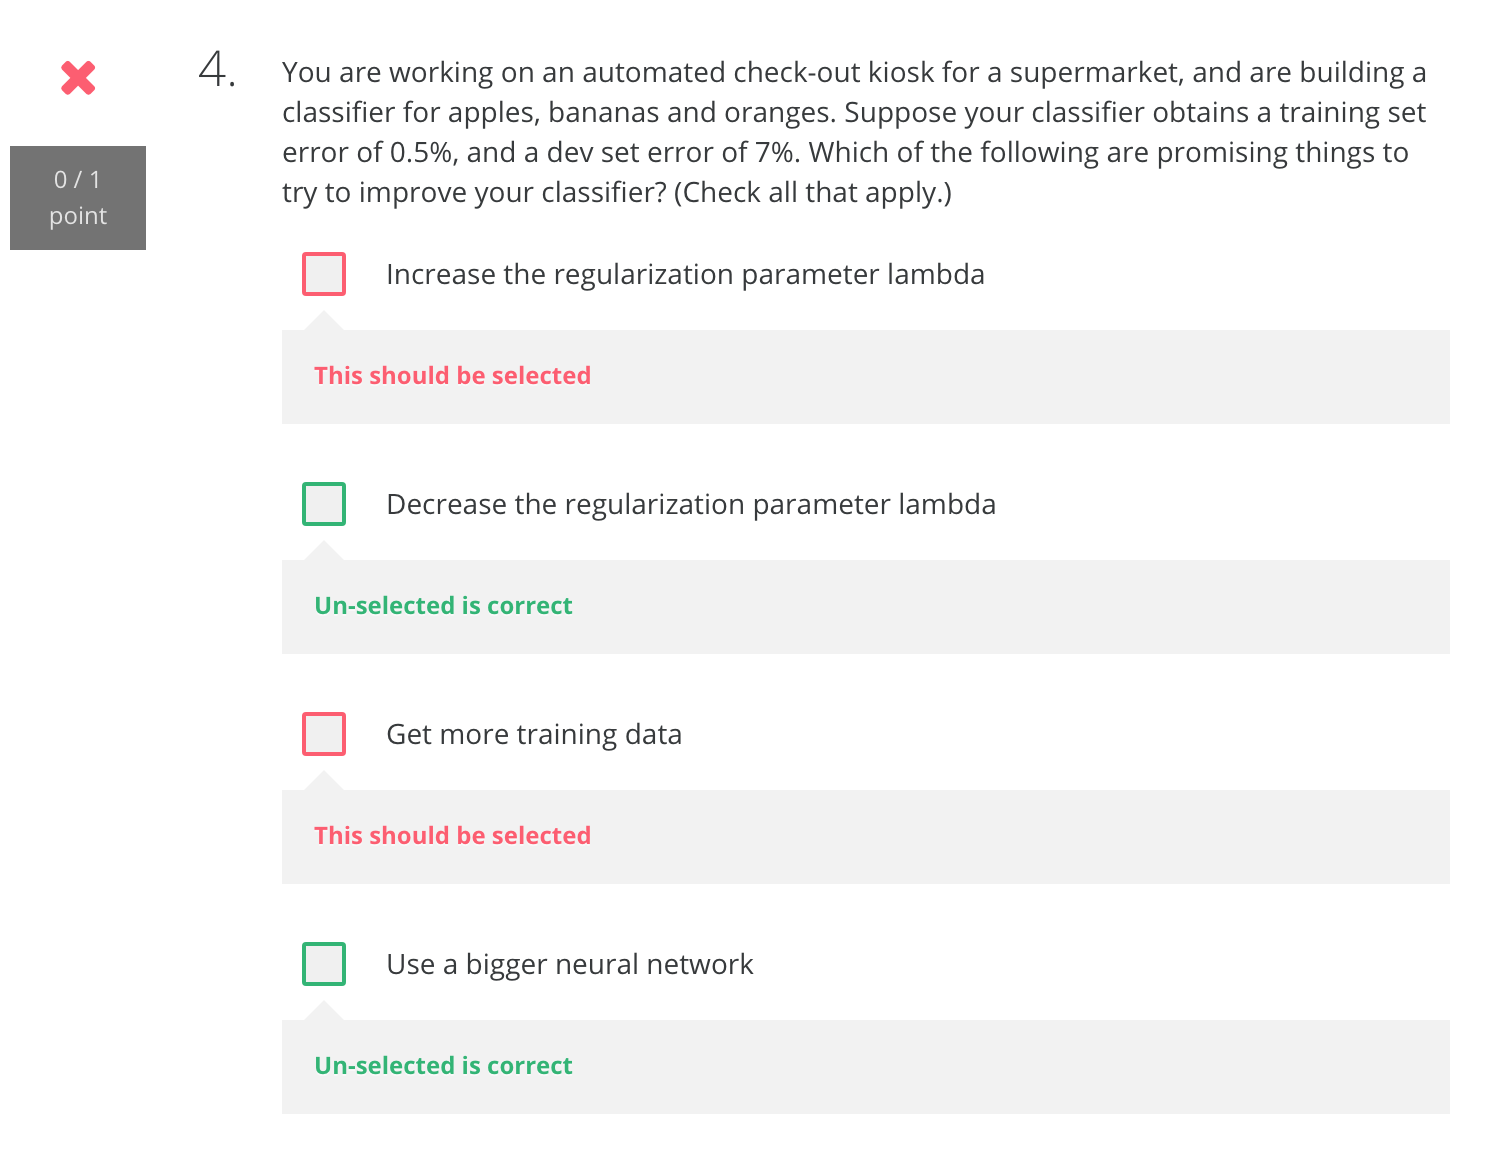 4.
You are working on an automated check-out kiosk for a supermarket, and are building a
classifier for apples, bananas and oranges. Suppose your classifier obtains a training set
error of 0.5%, and a dev set error of 7%. Which of the following are promising things to
try to improve your classifier? (Check all that apply.)
0 / 1
point
Increase the regularization parameter lambda
This should be selected
Decrease the regularization parameter lambda
Un-selected is correct
Get more training data
This should be selected
Use a bigger neural network
Un-selected is correct